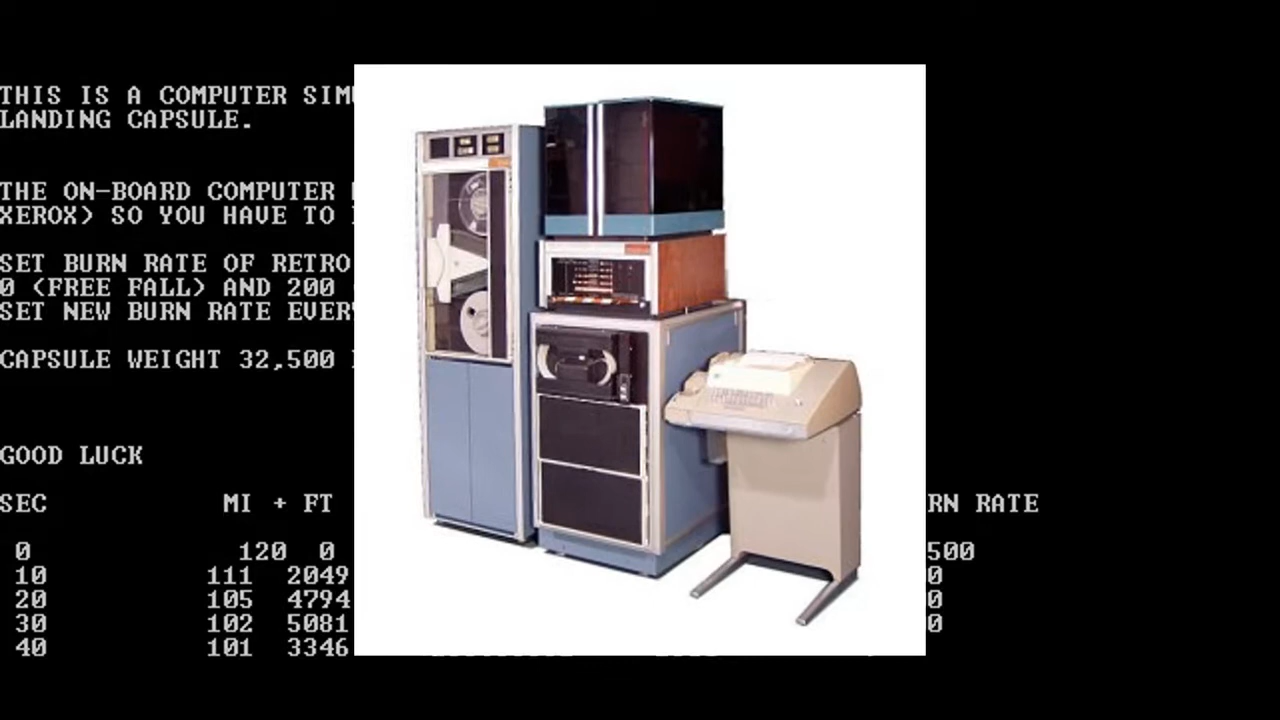 THIS IS A COMPUTER SIMU
LANDING CAPSULE.
THE ON-BOARD COMPUTER
XEROX) SO YOU HAVE TO
SET BURN RATE OF RETRO
0 (FREE FALL) AND 200
SET NEW BURN RATE EVERY
CAPSULE WEIGHT 32,500
GOOD LUCK
SEC MI + FT RN RATE
0 120 0 500
10 111 2049 0
20 105 4794 0
30 102 5081 0
40 101 3346